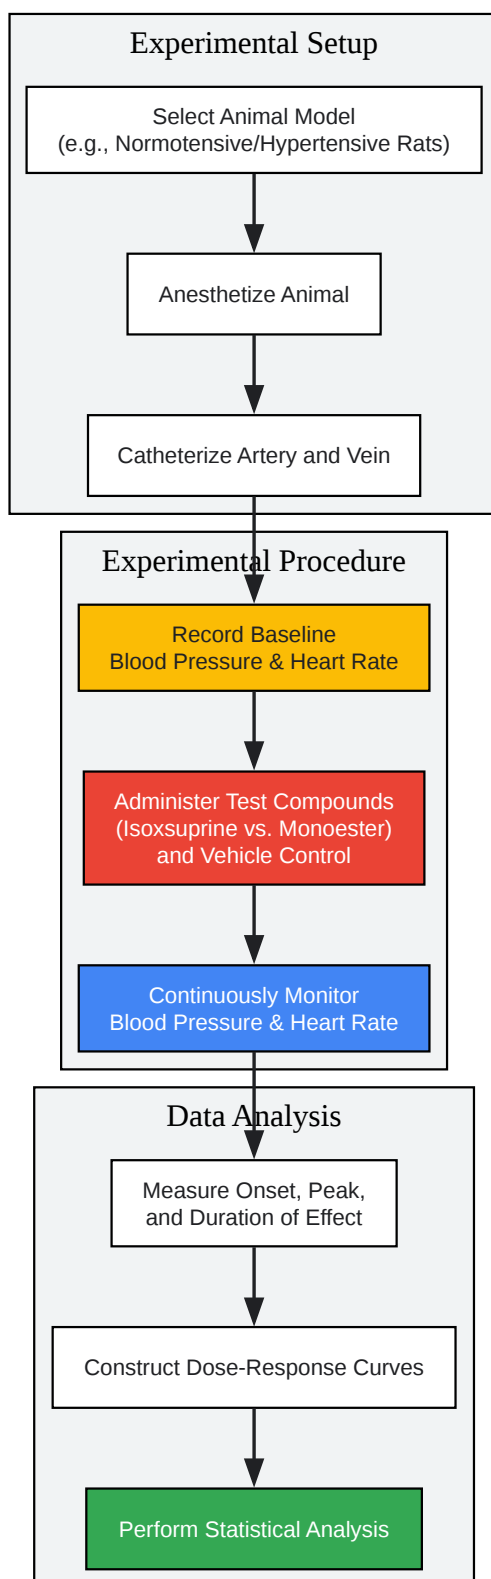 Experimental Setup
Select Animal Model
(e.g., Normotensive/Hypertensive Rats)
Anesthetize Animal
Catheterize Artery and Vein
Experimental Procedure
Record Baseline
Blood Pressure & Heart Rate
Administer Test Compounds
(Isoxsuprine vs. Monoester)
and Vehicle Control
Continuously Monitor
Blood Pressure & Heart Rate
Data Analysis
Measure Onset, Peak,
and Duration of Effect
Construct Dose-Response Curves
Perform Statistical Analysis